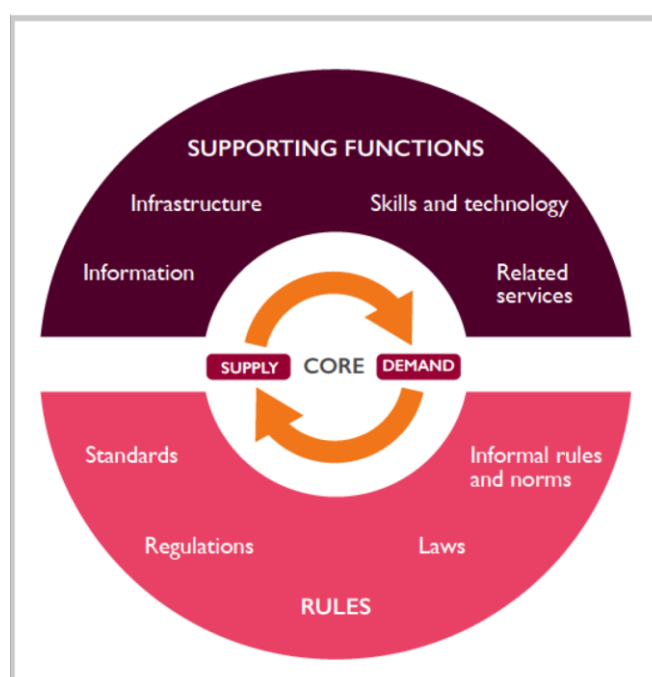 SUPPORTING FUNCTIONS
Infrastructure
Skills and technology
Information
Related
services
SUPPLY
CORE
DEMAND
Standards
Informal rules
and norms
Regulations
Laws
RULES